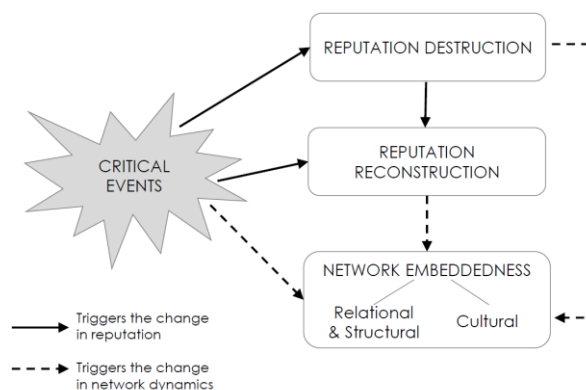 REPUTATION DESTRUCTION
CRITICAL
EVENTS
REPUTATION
RECONSTRUCTION
NETWORK EMBEDDEDNESS
Relational
& Structural
Cultural
Triggers the change
in reputation
Triggers the change
in network dynamics